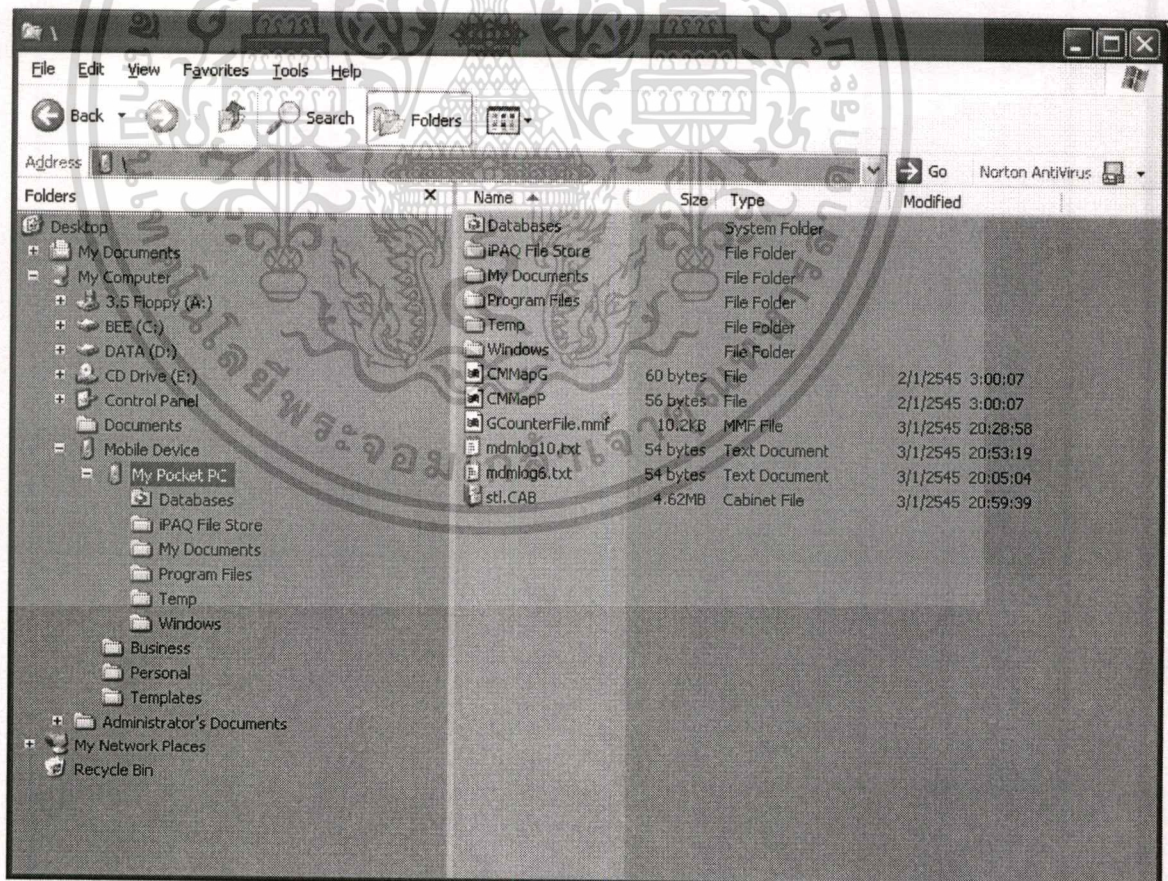 \
File Edit View Favorites Tools Help
Back Search Folders
Address \ Go Norton AntiVirus
Folders x
Desktop
My Documents
My Computer
3.5 Floppy (A:)
BEE (C:)
DATA (D:)
CD Drive (E:)
Control Panel
Documents
Mobile Device
My Pocket PC
Databases
iPAQ File Store
My Documents
Program Files
Temp
Windows
Business
Personal
Templates
Administrator's Documents
My Network Places
Recycle Bin
Name Size Type Modified
Databases System Folder
iPAQ File Store File Folder
My Documents File Folder
Program Files File Folder
Temp File Folder
Windows File Folder
CMMapG 60 bytes File 2/1/2545 3:00:07
CMMapP 56 bytes File 2/1/2545 3:00:07
GCounterFile.mmf 10.2kB MMF File 3/1/2545 20:28:58
mdmlog10.txt 54 bytes Text Document 3/1/2545 20:53:19
mdmlog6.txt 54 bytes Text Document 3/1/2545 20:05:04
stl.CAB 4.62MB Cabinet File 3/1/2545 20:59:39